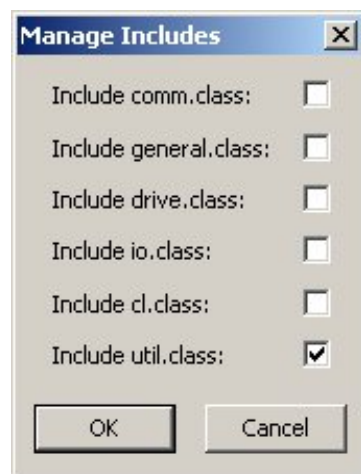 Manage Includes
Include comm.class:
Include general.class:
Include drive.class:
Include io.class:
Include cl.class:
Include util.class:
OK Cancel